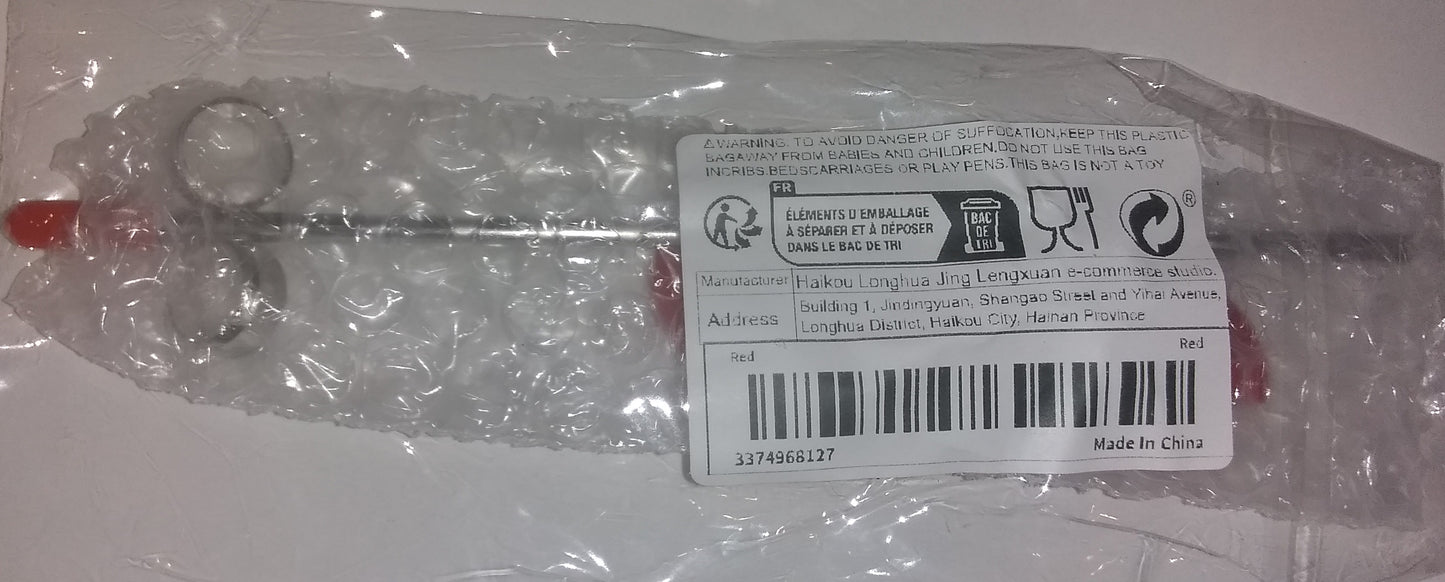 ⚠WARNING: TO AVOID DANGER OF SUFFOCATION,KEEP THIS PLASTIC
BAGAWAY FROM BABIES AND CHILDREN.DO NOT USE THIS BAG
INCRIBS.BEDSCARRIAGES OR PLAY PENS.THIS BAG IS NOT A TOY
FR
ÉLÉMENTS D'EMBALLAGE
À SÉPARER ET À DÉPOSER
DANS LE BAC DE TRI
BAC
DE
TRI
®
Manufacturer Haikou Longhua Jing Lengxuan e-commerce studio.
Address
Building 1, Jindingyuan, Shangao Street and Yihai Avenue,
Longhua District, Haikou City, Hainan Province
Red
Red
3374968127
Made In China